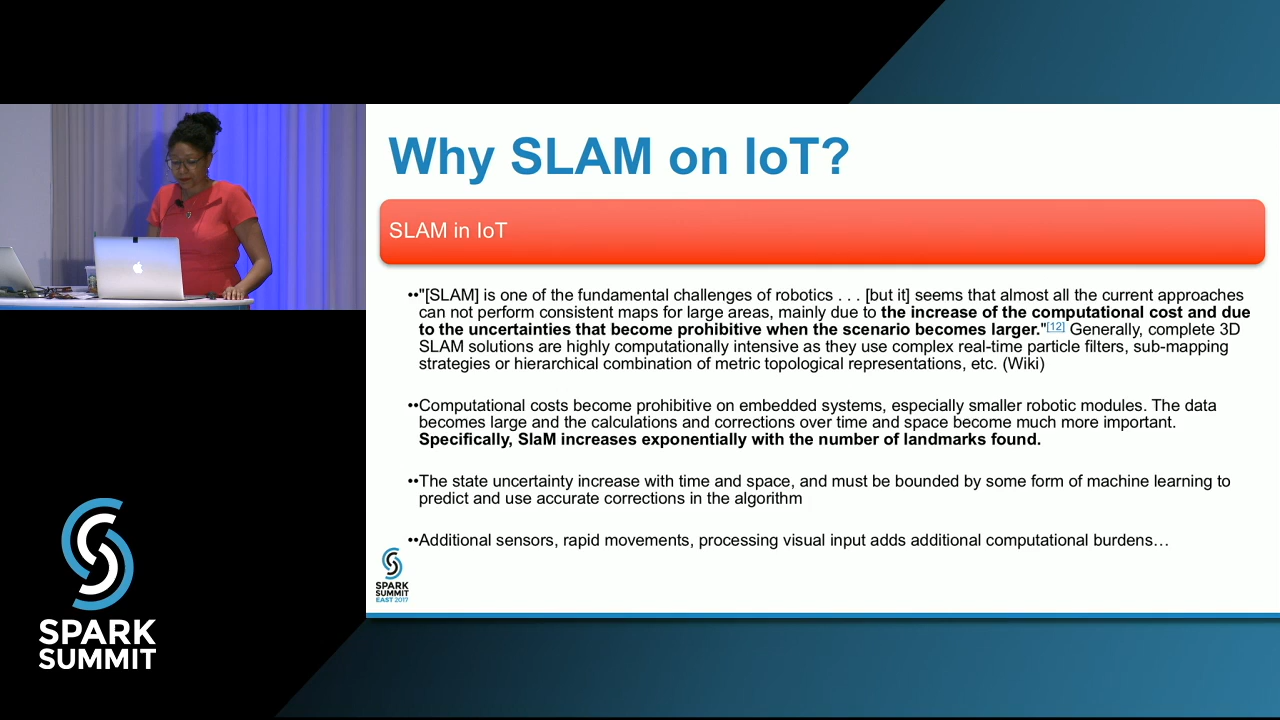 Why SLAM on IoT?
SLAM in IoT
••"[SLAM] is one of the fundamental challenges of robotics . . . [but it] seems that almost all the current approaches
can not perform consistent maps for large areas, mainly due to the increase of the computational cost and due
to the uncertainties that become prohibitive when the scenario becomes larger."[12] Generally, complete 3D
SLAM solutions are highly computationally intensive as they use complex real-time particle filters, sub-mapping
strategies or hierarchical combination of metric topological representations, etc. (Wiki)
••Computational costs become prohibitive on embedded systems, especially smaller robotic modules. The data
becomes large and the calculations and corrections over time and space become much more important.
Specifically, SlaM increases exponentially with the number of landmarks found.
••The state uncertainty increase with time and space, and must be bounded by some form of machine learning to
predict and use accurate corrections in the algorithm
••Additional sensors, rapid movements, processing visual input adds additional computational burdens…
SPARK
SUMMIT
EAST 2017
SPARK
SUMMIT